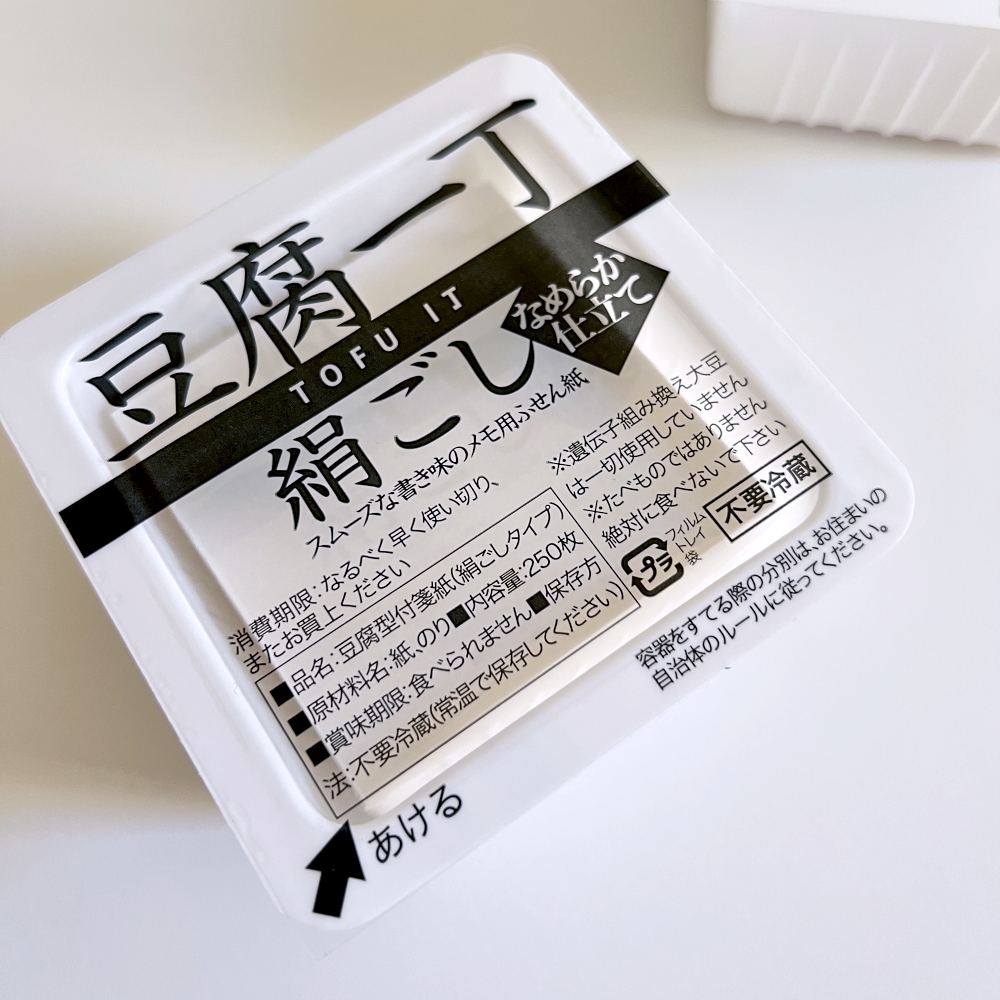 豆腐一丁
TOFU IT
絹ごし
なめらか
仕立て
スムーズな書き味のメモ用ふせん紙
消費期限:なるべく早く使い切り、
またお買上ください
■品名:豆腐型付箋紙(絹ごしタイプ)
■原材料名:紙、のり■内容量:250枚
■賞味期限:食べられません■保存方
法:不要冷蔵(常温で保存してください)
※遺伝子組み換え大豆
は一切使用していません
※たべものではありません
絶対に食べないで下さい
プラ
フィルム
トレイ
袋
不要冷蔵
容器をすてる際の分別は、お住まいの
自治体のルールに従ってください。
あける